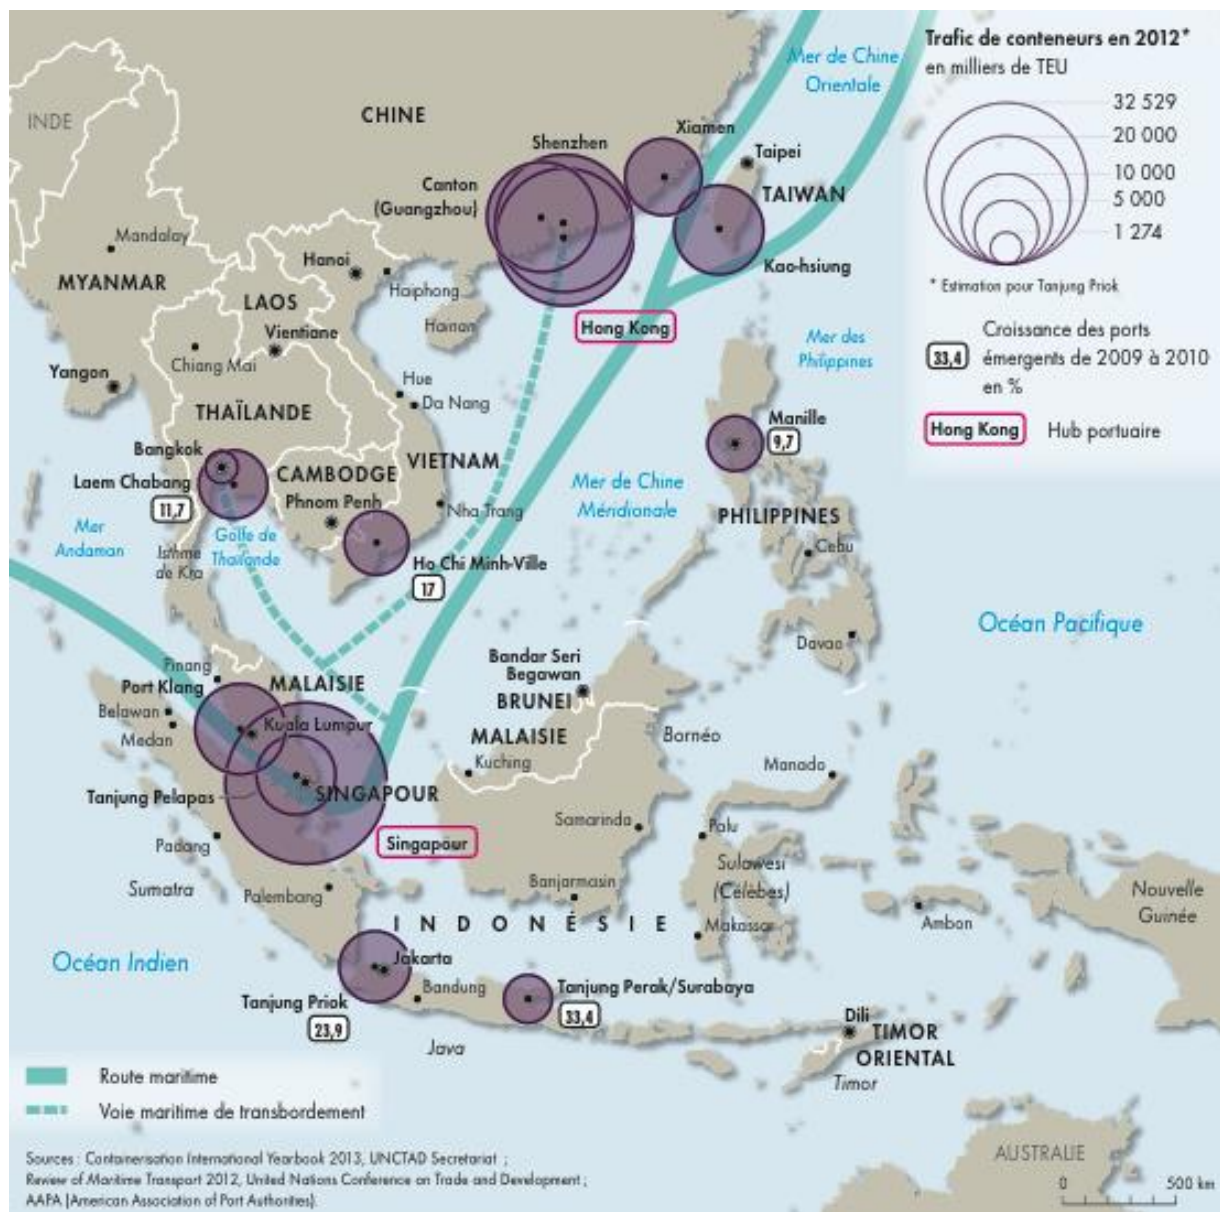 Trafic de conteneurs en 2012*
en milliers de TEU
32 529
20 000
10 000
5 000
1 274
* Estimation pour Tanjung Priok
33,4
Croissance des ports
émergents de 2009 à 2010
en %
Hong Kong
Hub portuaire
Mer de Chine
Orientale
INDE
CHINE
Shenzhen
Xiamen
Taipei
Canton
(Guangzhou)
TAIWAN
Mandalay
Hanoi
Kao-hsiung
MYANMAR
Haiphong
LAOS
Hainan
Hong Kong
Vientiane
Mer des
Philippines
Chiang Mai
Yangon
Hue
Da Nang
THAÏLANDE
Manille
9,7
Bangkok
VIETNAM
CAMBODGE
Laem Chabang
11,7
Phnom Penh
Mer de Chine
Méridionale
Nha Trang
PHILIPPINES
Mer
Andaman
Golfe de
Thaïlande
Isthme
de Kra
Cebu
Ho Chi Minh-Ville
17
Océan Pacifique
Davao
Pinang
Bandar Seri
Begawan
Port Klang
MALAISIE
BRUNEI
Belawan
Kuala Lumpur
Medan
MALAISIE
Bornéo
Kuching
Manado
Tanjung Pelapas
SINGAPOUR
Samarinda
Palu
Padang
Singapour
Sulawesi
(Célèbes)
Sumatra
Palembang
Banjarmasin
Nouvelle
Guinée
INDONÉSIE
Makassar
Ambon
Océan Indien
Jakarta
Tanjung Priok
23,9
Bandung
Tanjung Perak/Surabaya
33,4
Java
Dili
TIMOR
ORIENTAL
Timor
Route maritime
Voie maritime de transbordement
AUSTRALIE
0 500 km
Sources : Containerisation International Yearbook 2013, UNCTAD Secretariat ;
Review of Maritime Transport 2012, United Nations Conference on Trade and Development ;
AAPA (American Association of Port Authorities).